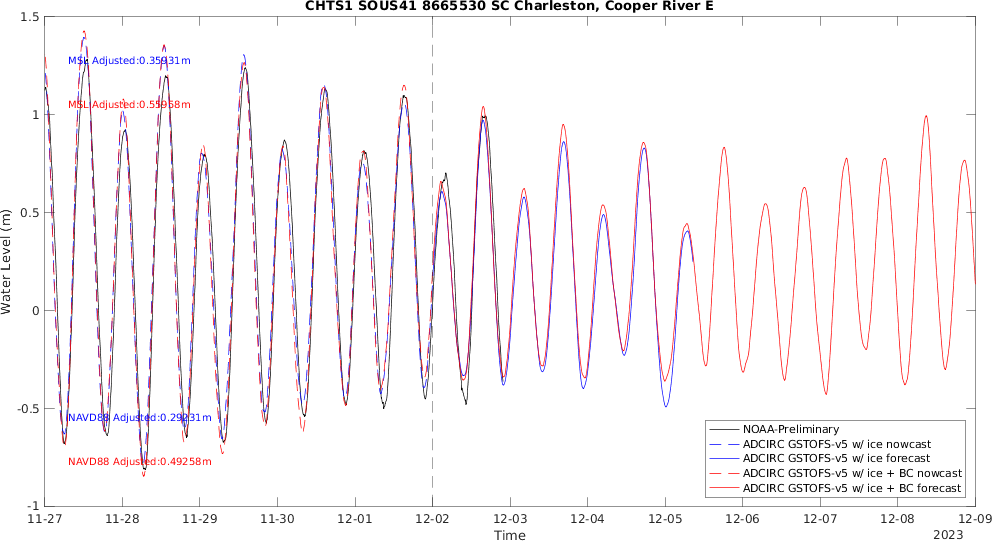 CHTS1 SOUS41 8665530 SC Charleston, Cooper River E
1.5
1
0.5
0
-0.5
-1
Water Level (m)
MSL Adjusted:0.35931m
MSL Adjusted:0.55958m
NAVD88 Adjusted:0.29231m
NAVD88 Adjusted:0.49258m
NOAA-Preliminary
ADCIRC GSTOFS-v5 w/ ice nowcast
ADCIRC GSTOFS-v5 w/ ice forecast
ADCIRC GSTOFS-v5 w/ ice + BC nowcast
ADCIRC GSTOFS-v5 w/ ice + BC forecast
11-27 11-28 11-29 11-30 12-01 12-02 12-03 12-04 12-05 12-06 12-07 12-08 12-09
Time
2023